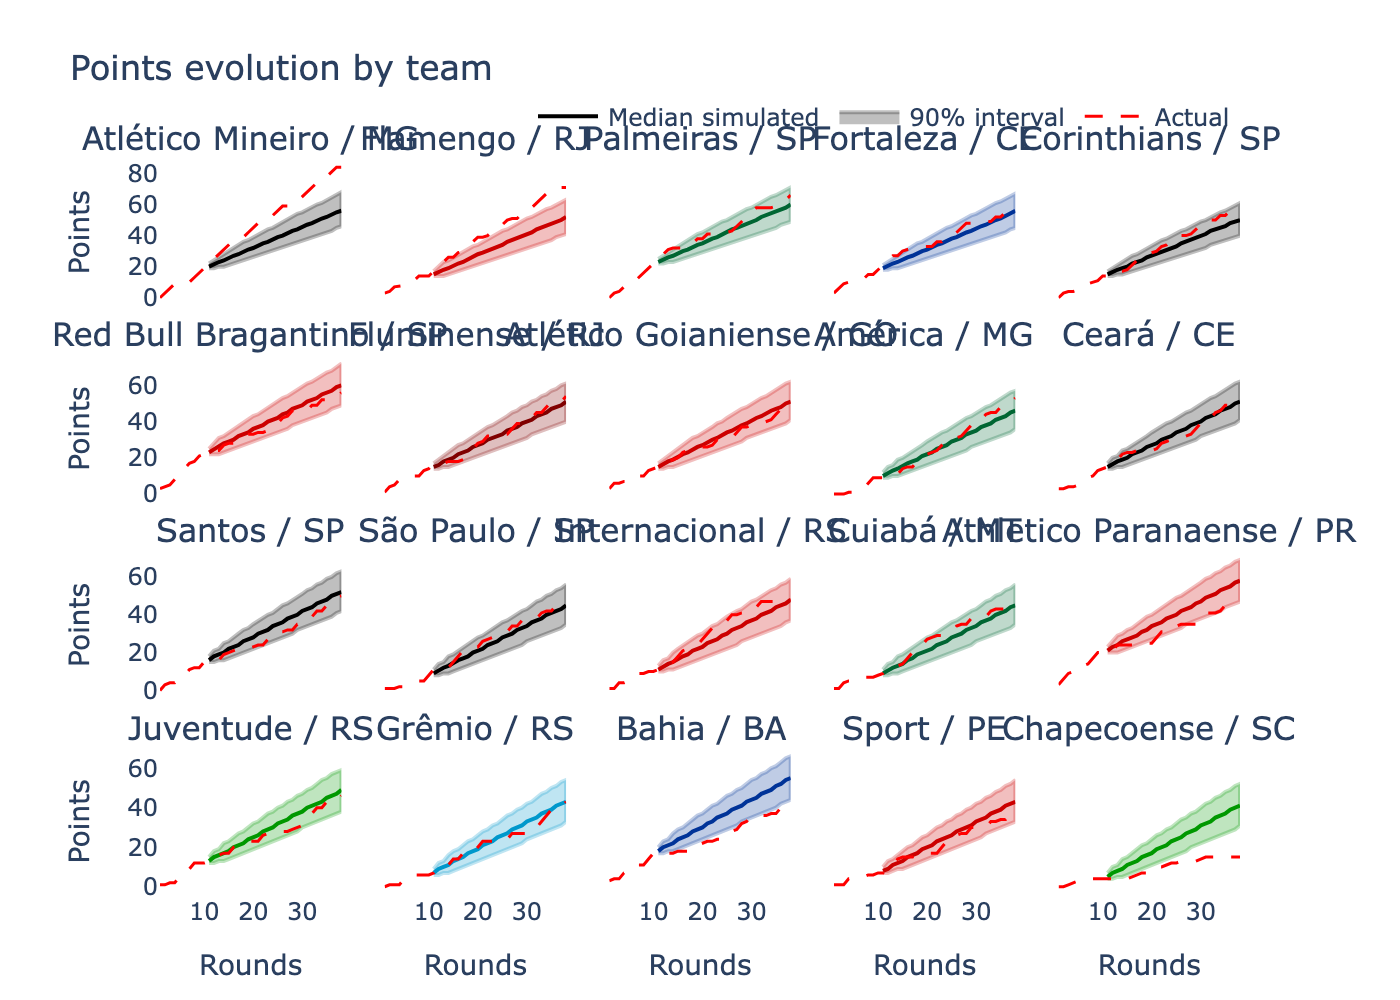 Points evolution by team
Median simulated 90% interval Actual
Atlético Mineiro / MG Flamengo / RJ Palmeiras / SP Fortaleza / CE Corinthians / SP
Points
80
60
40
20
0
Red Bull Bragantino / SP Fluminense / RJ Atlético Goianiense / GO América / MG Ceará / CE
Points
60
40
20
0
Santos / SP São Paulo / SP Internacional / RS Cuiabá / MT Athletico Paranaense / PR
Points
60
40
20
0
Juventude / RS Grêmio / RS Bahia / BA Sport / PE Chapecoense / SC
Points
60
40
20
0
10 20 30 10 20 30 10 20 30 10 20 30 10 20 30
Rounds Rounds Rounds Rounds Rounds